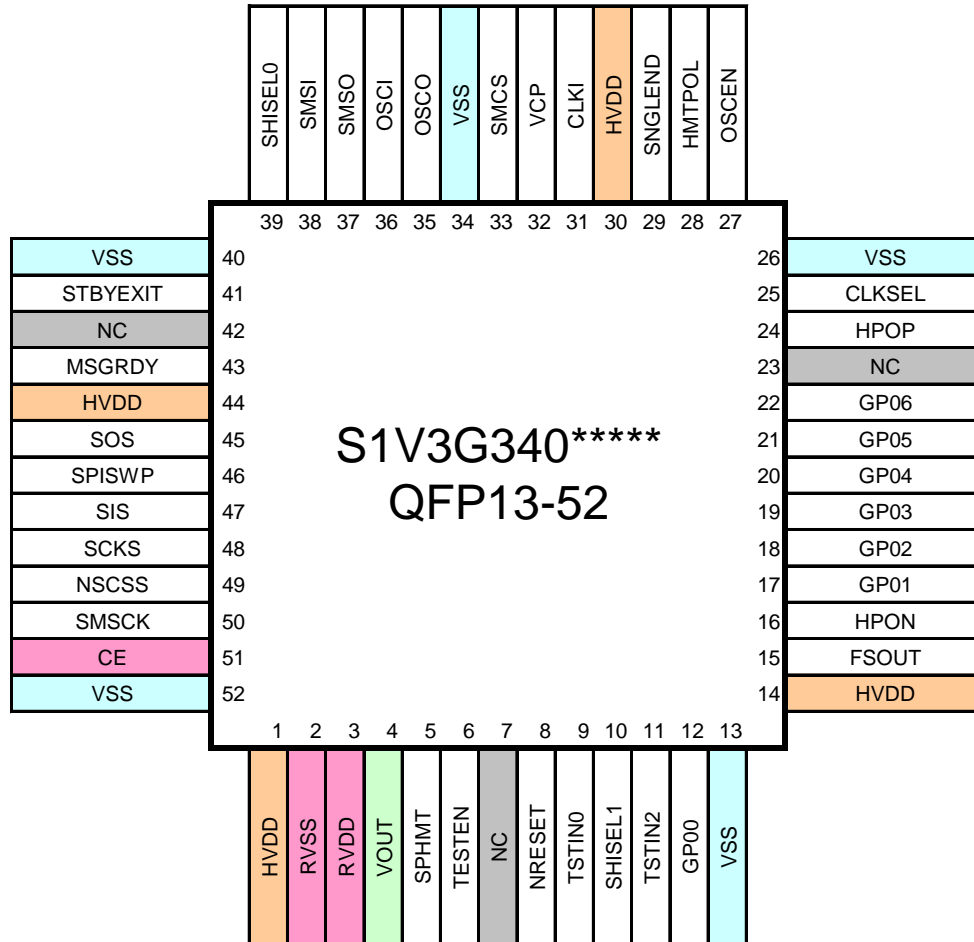 SHISEL0 SMSI SMSO OSCI OSCO VSS SMCS VCP CLKI HVDD SNGLEND HMTPOL OSCEN
39 38 37 36 35 34 33 32 31 30 29 28 27
VSS 40 26 VSS
STBYEXIT 41 25 CLKSEL
NC 42 24 HPOP
MSGRDY 43 23 NC
HVDD 44 22 GP06
SOS 45 21 GP05
SPISWP 46 20 GP04
SIS 47 19 GP03
SCKS 48 18 GP02
NSCSS 49 17 GP01
SMSCK 50 16 HPON
CE 51 15 FSOUT
VSS 52 14 HVDD
S1V3G340*****
QFP13-52
1 2 3 4 5 6 7 8 9 10 11 12 13
HVDD RVSS RVDD VOUT SPHMT TESTEN NC NRESET TSTIN0 SHISEL1 TSTIN2 GP00 VSS